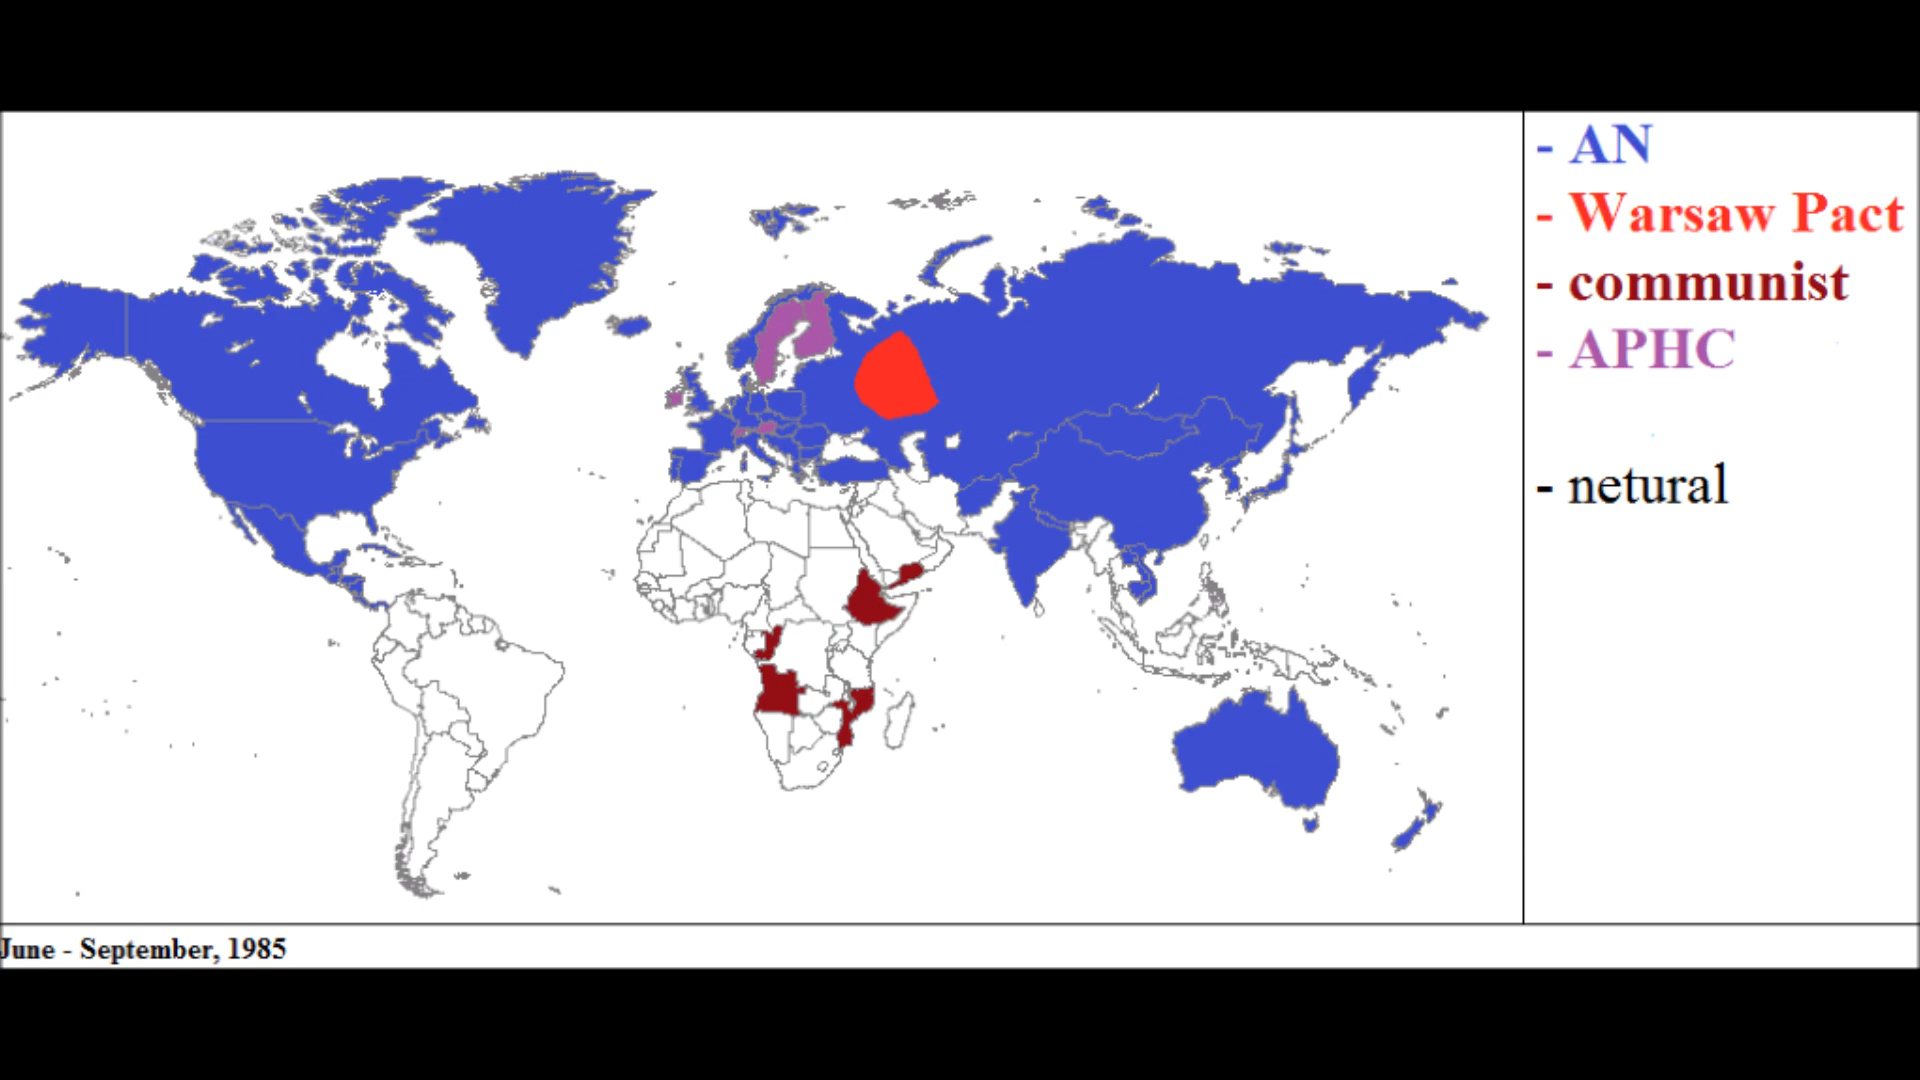 - AN
- Warsaw Pact
- communist
- APHC
- netural
June - September, 1985